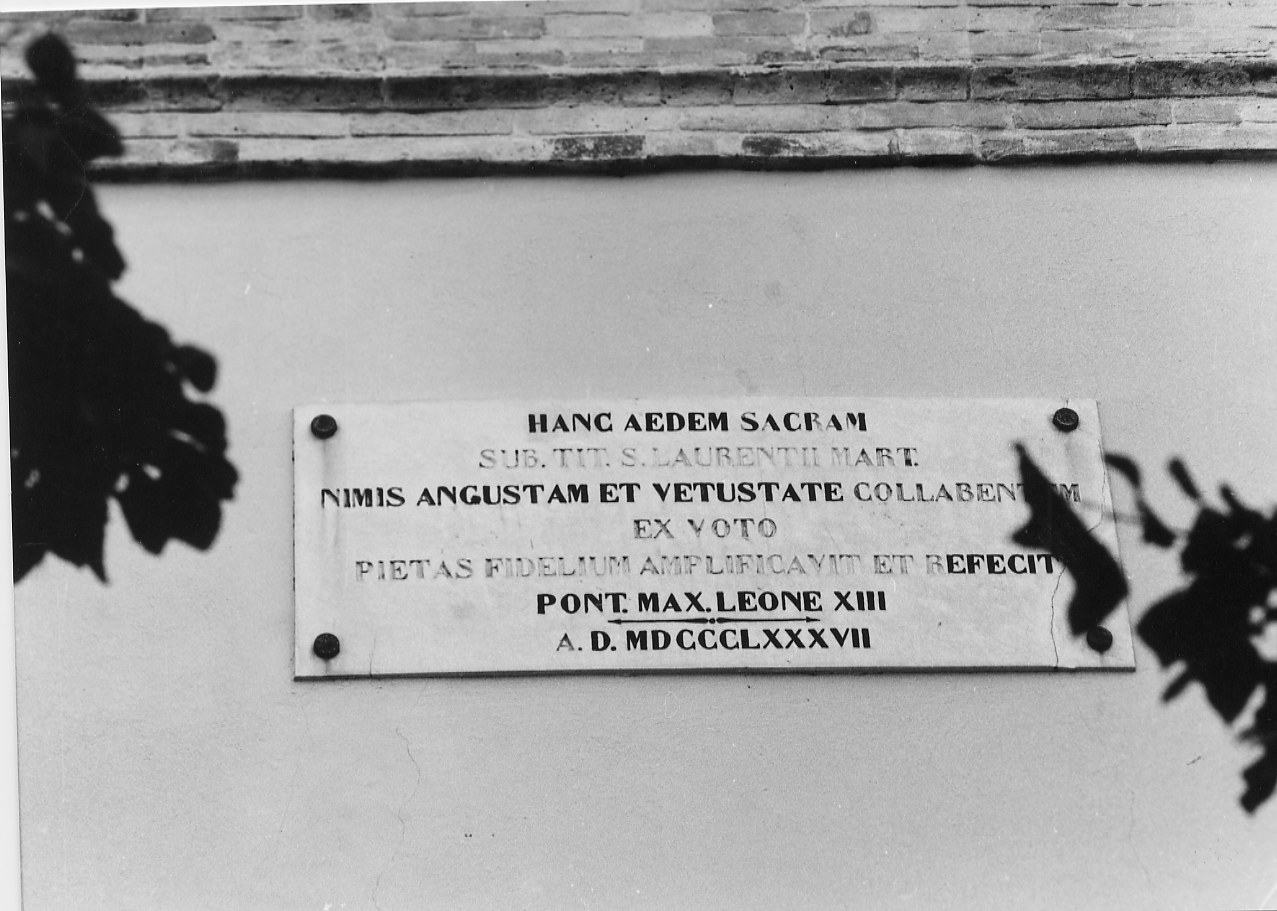 HANC AEDEM SACRAM
SUB. TIT. S. LAURENTII MART.
NIMIS ANGUSTAM ET VETUSTATE COLLABENTEM
EX VOTO
PIETAS FIDELIUM AMPLIFICAVIT ET REFECIT
PONT. MAX. LEONE XIII
A. D. MDCCCLXXXVII